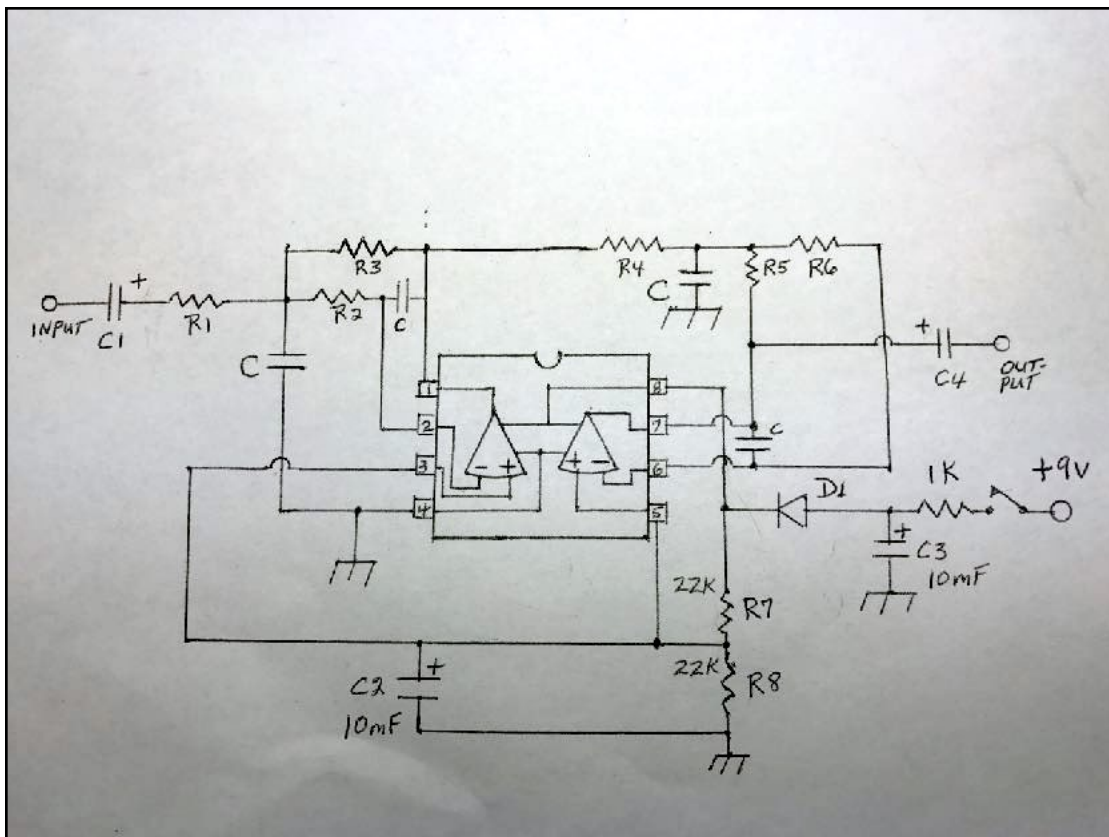 R3
R4
R5
R6
INPUT
C1
+
R1
R2
C
C
C
+
C4
OUT-
PUT
1
2
3
4
8
7
6
5
- +
+ -
C
D1
1K
+9V
+
C3
10mF
22K
R7
22K
R8
C2
+
10mF